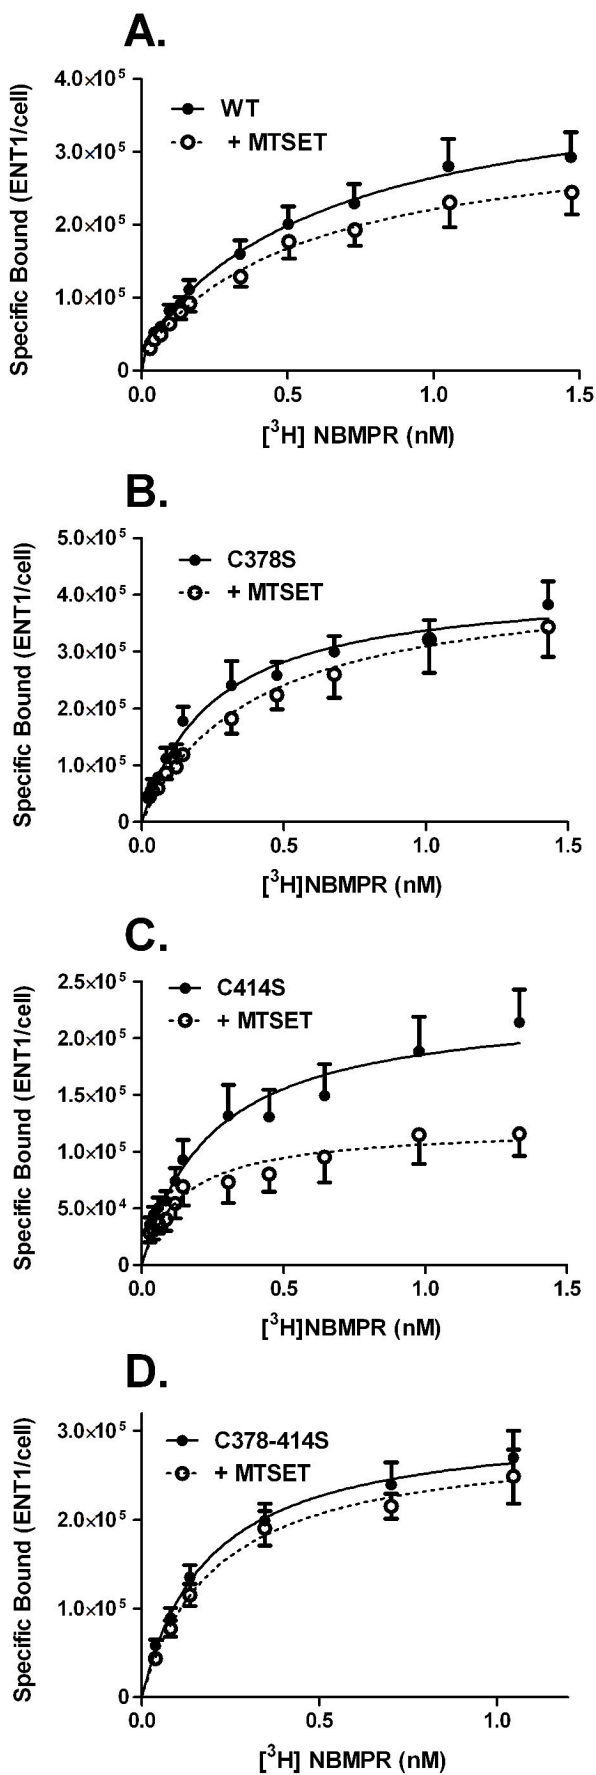 A.
Specific Bound (ENT1/cell)
4.0×10⁵
3.0×10⁵
2.0×10⁵
1.0×10⁵
0
WT
+ MTSET
0.0 0.5 1.0 1.5
[³H] NBMPR (nM)
B.
Specific Bound (ENT1/cell)
5.0×10⁵
4.0×10⁵
3.0×10⁵
2.0×10⁵
1.0×10⁵
0
C378S
+ MTSET
0.0 0.5 1.0 1.5
[³H]NBMPR (nM)
C.
Specific Bound (ENT1/cell)
2.5×10⁵
2.0×10⁵
1.5×10⁵
1.0×10⁵
5.0×10⁴
0
C414S
+ MTSET
0.0 0.5 1.0 1.5
[³H]NBMPR (nM)
D.
Specific Bound (ENT1/cell)
3.0×10⁵
2.0×10⁵
1.0×10⁵
0
C378-414S
+ MTSET
0.0 0.5 1.0
[³H] NBMPR (nM)